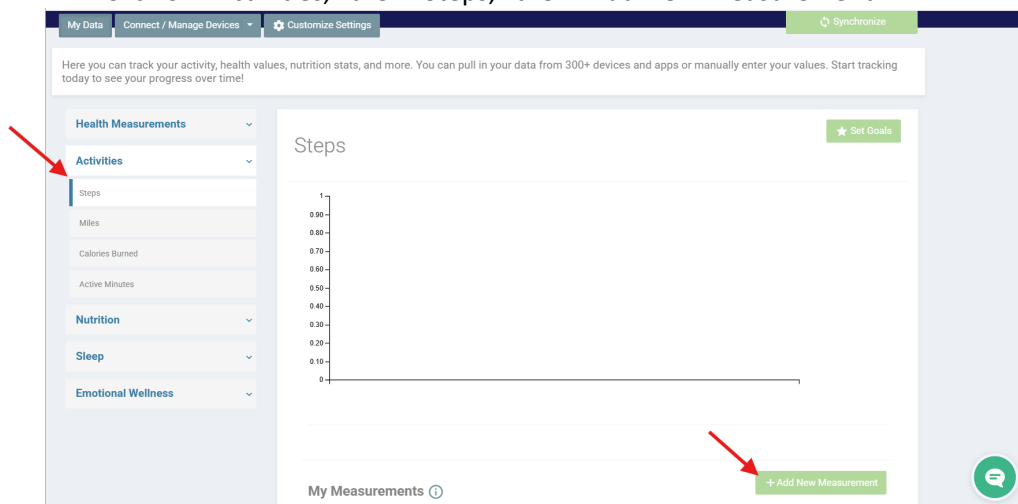 My Data
Connect / Manage Devices
Customize Settings
Synchronize
Here you can track your activity, health values, nutrition stats, and more. You can pull in your data from 300+ devices and apps or manually enter your values. Start tracking
today to see your progress over time!
Health Measurements
Activities
Steps
Miles
Calories Burned
Active Minutes
Nutrition
Sleep
Emotional Wellness
Steps
Set Goals
1
0.90
0.80
0.70
0.60
0.50
0.40
0.30
0.20
0.10
0
My Measurements
+ Add New Measurement